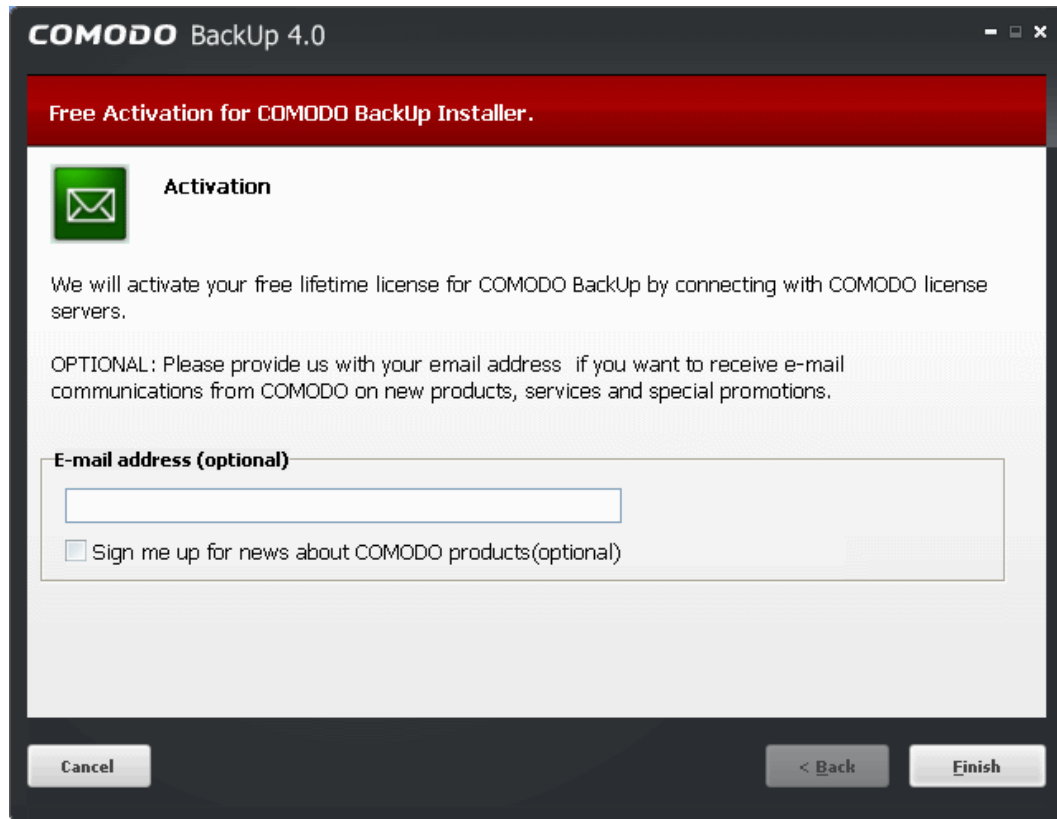 COMODO BackUp 4.0
Free Activation for COMODO BackUp Installer.
Activation
We will activate your free lifetime license for COMODO BackUp by connecting with COMODO license
servers.
OPTIONAL: Please provide us with your email address  if you want to receive e-mail
communications from COMODO on new products, services and special promotions.
E-mail address (optional)
Sign me up for news about COMODO products(optional)
Cancel
< Back
Finish